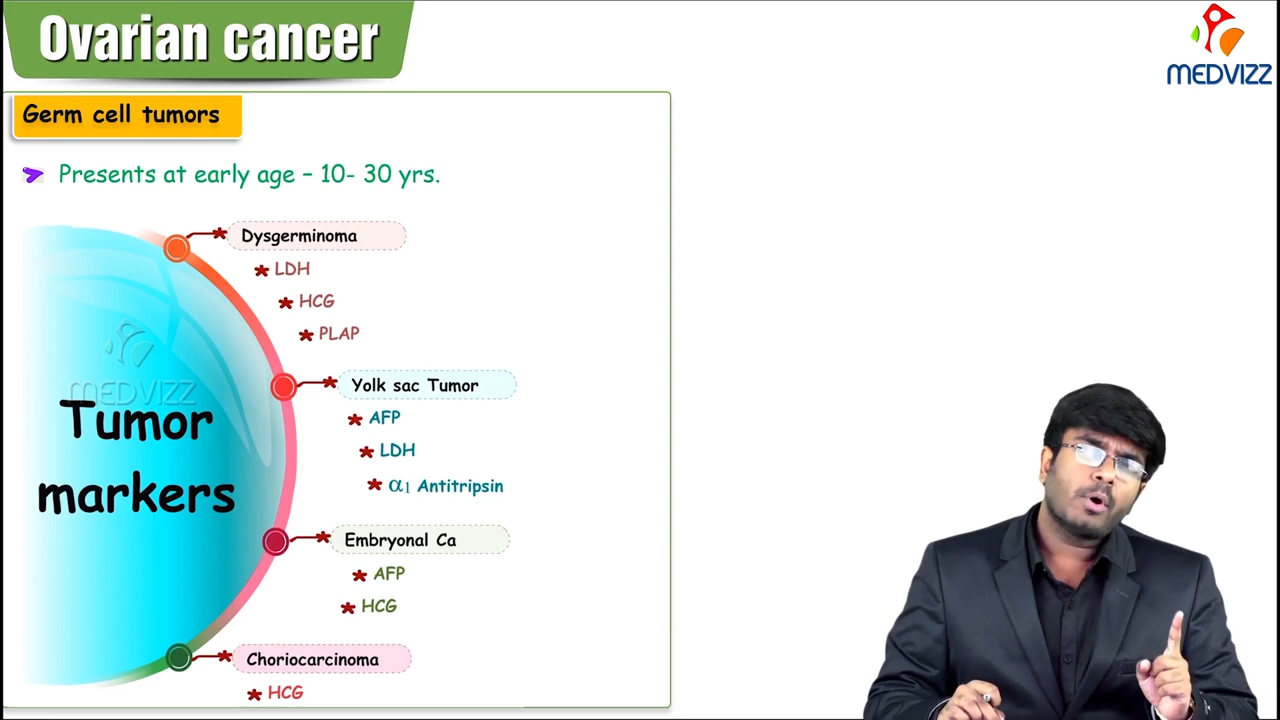 Ovarian cancer
MEDVIZZ
Germ cell tumors
Presents at early age – 10- 30 yrs.
Dysgerminoma
LDH
HCG
PLAP
Yolk sac Tumor
AFP
LDH
α1 Antitripsin
MEDVIZZ
Tumor
markers
Embryonal Ca
AFP
HCG
Choriocarcinoma
HCG